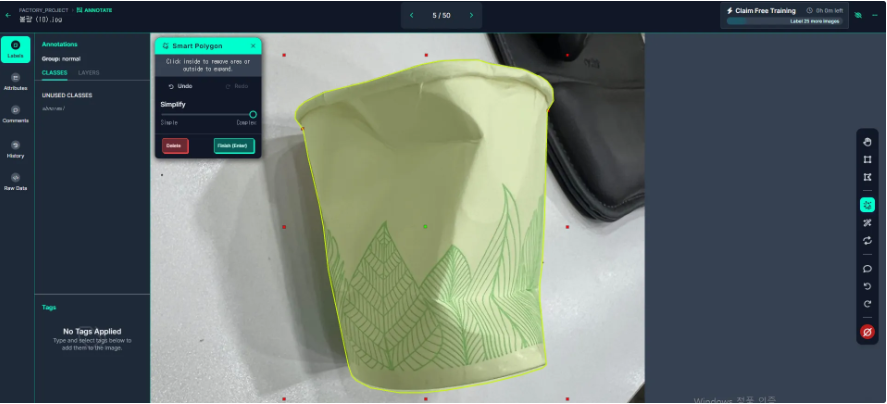 FACTORY_PROJECT › ANNOTATE
불량 (10).jpg
5 / 50
Claim Free Training
0h 0m left
Label 25 more images
Labels
Attributes
Comments
History
Raw Data
Annotations
Group: normal
CLASSES LAYERS
UNUSED CLASSES
Smart Polygon
Click inside to remove area or
outside to expand.
Undo Redo
Simplify
Simple Complex
Delete Finish (Enter)
Tags
No Tags Applied
Type and select tags below to
add them to the image.
Windows 정품 인증